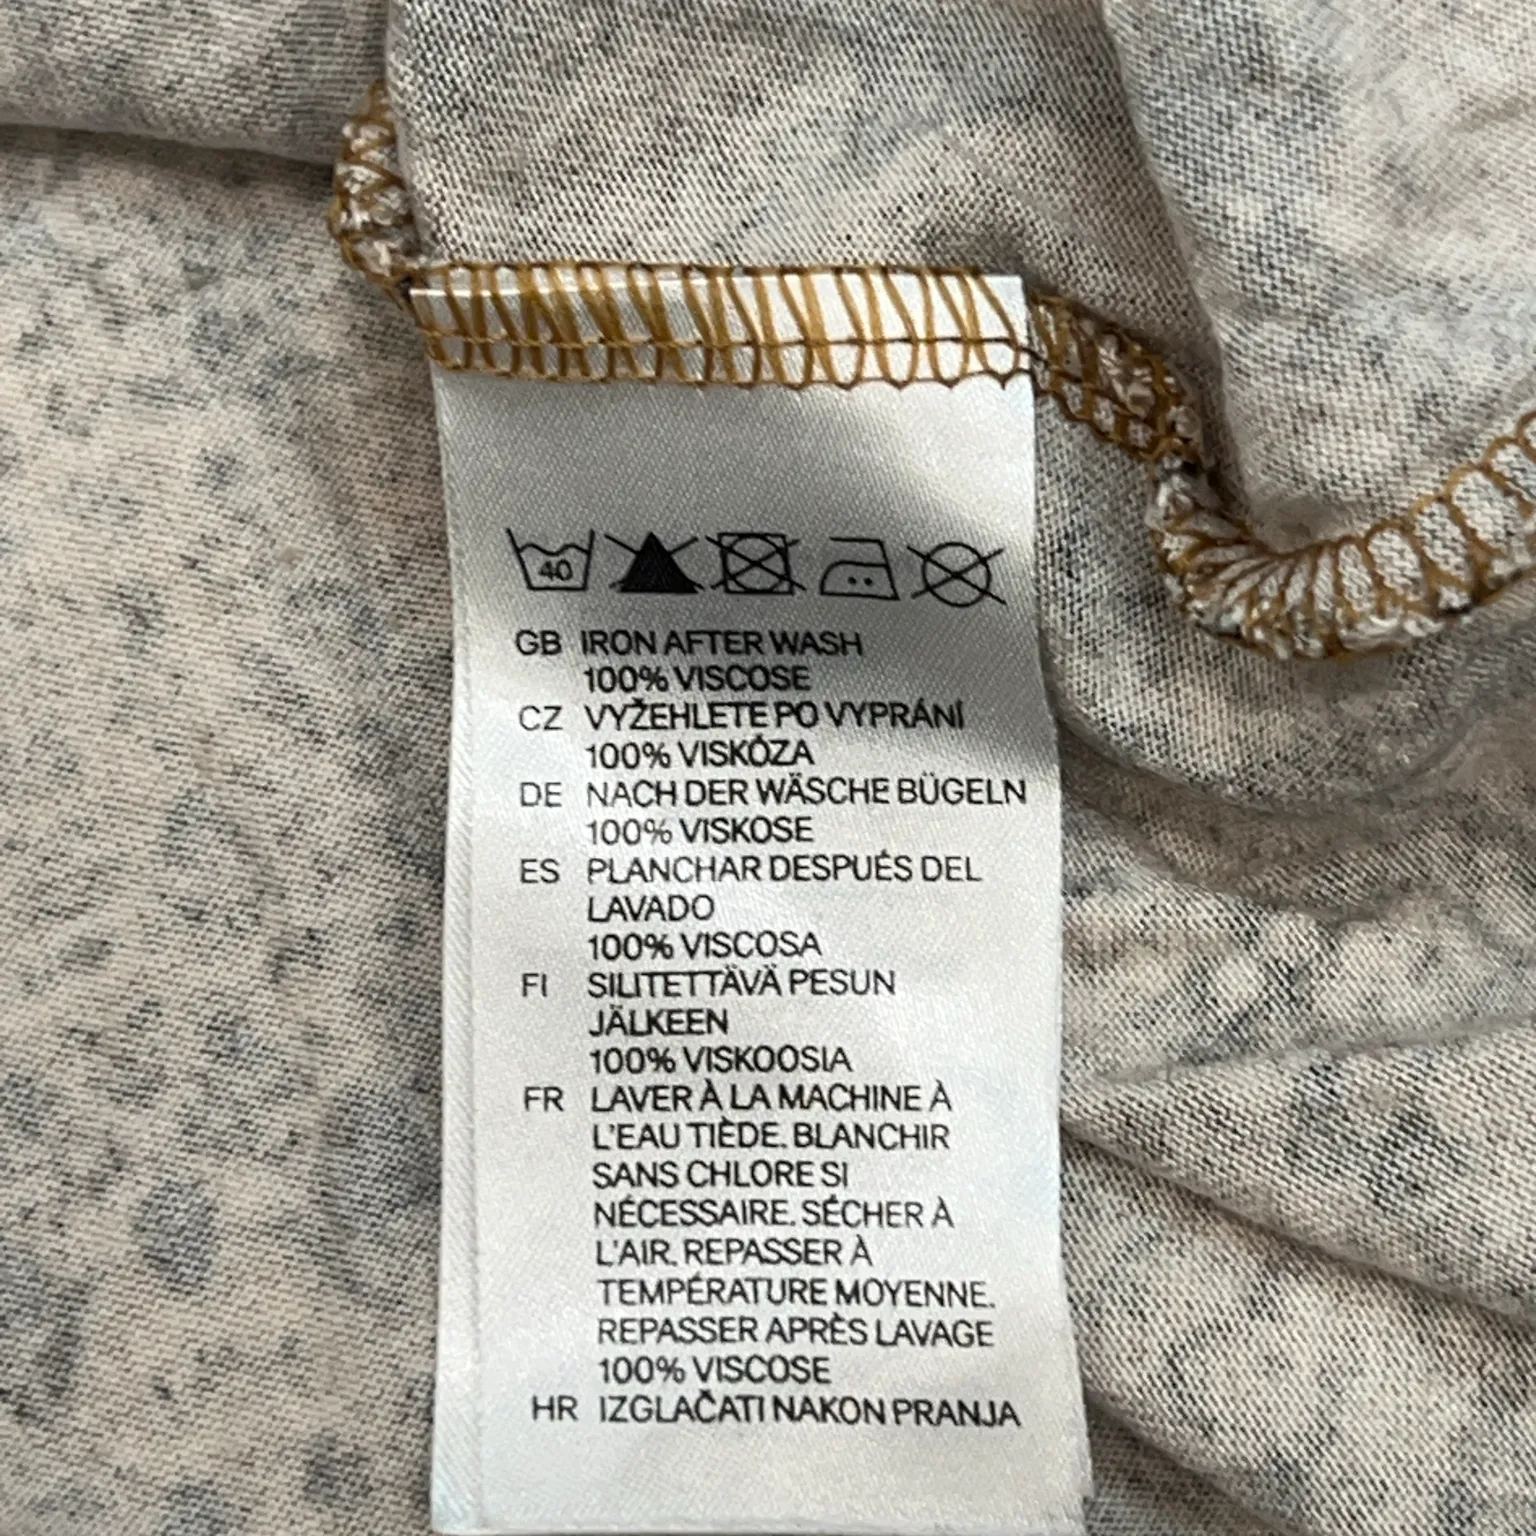 40
GB IRON AFTER WASH
100% VISCOSE
CZ VYŽEHLETE PO VYPRÁNÍ
100% VISKÓZA
DE NACH DER WÄSCHE BÜGELN
100% VISKOSE
ES PLANCHAR DESPUÉS DEL
LAVADO
100% VISCOSA
FI SILITETTÄVÄ PESUN
JÄLKEEN
100% VISKOOSIA
FR LAVER À LA MACHINE À
L'EAU TIÈDE. BLANCHIR
SANS CHLORE SI
NÉCESSAIRE. SÉCHER À
L'AIR. REPASSER À
TEMPÉRATURE MOYENNE.
REPASSER APRÈS LAVAGE
100% VISCOSE
HR IZGLAČATI NAKON PRANJA